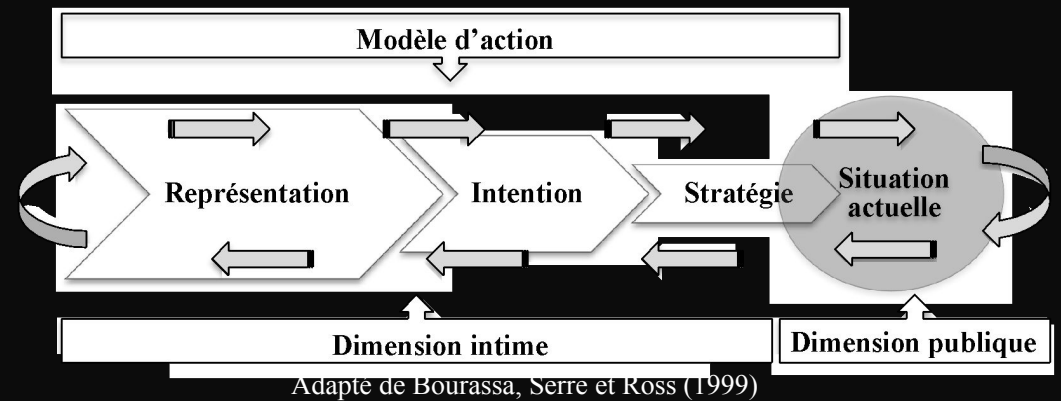 Modèle d’action
Représentation
Intention
Stratégie
Situation
actuelle
Dimension intime
Dimension publique
Adapté de Bourassa, Serre et Ross (1999)